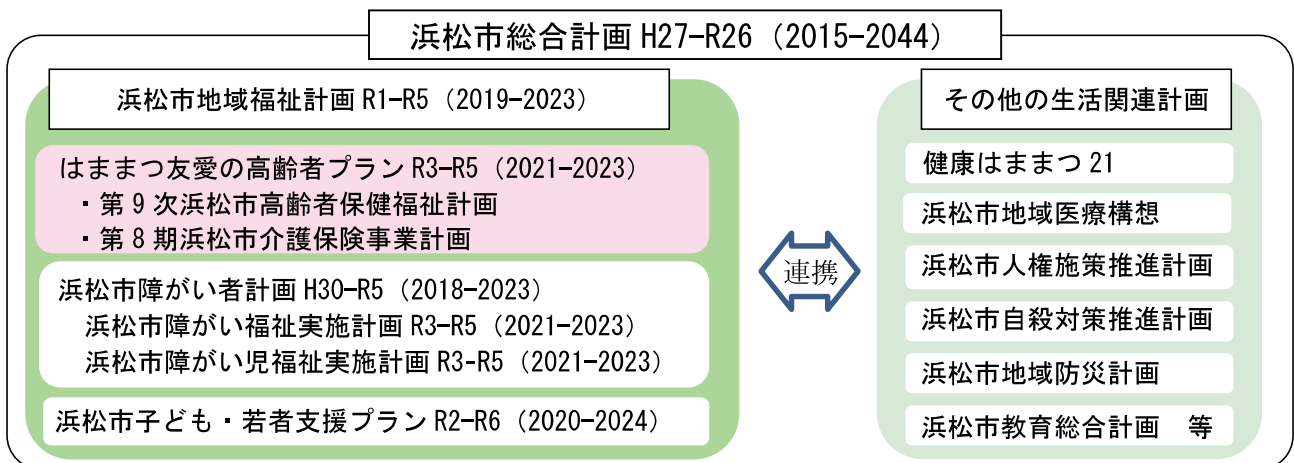 浜松市総合計画 H27-R26（2015-2044）
浜松市地域福祉計画 R1-R5（2019-2023）
はままつ友愛の高齢者プラン R3-R5（2021-2023）
・第9次浜松市高齢者保健福祉計画
・第8期浜松市介護保険事業計画
浜松市障がい者計画 H30-R5（2018-2023）
浜松市障がい福祉実施計画 R3-R5（2021-2023）
浜松市障がい児福祉実施計画 R3-R5（2021-2023）
浜松市子ども・若者支援プラン R2-R6（2020-2024）
連携
その他の生活関連計画
健康はままつ 21
浜松市地域医療構想
浜松市人権施策推進計画
浜松市自殺対策推進計画
浜松市地域防災計画
浜松市教育総合計画　等